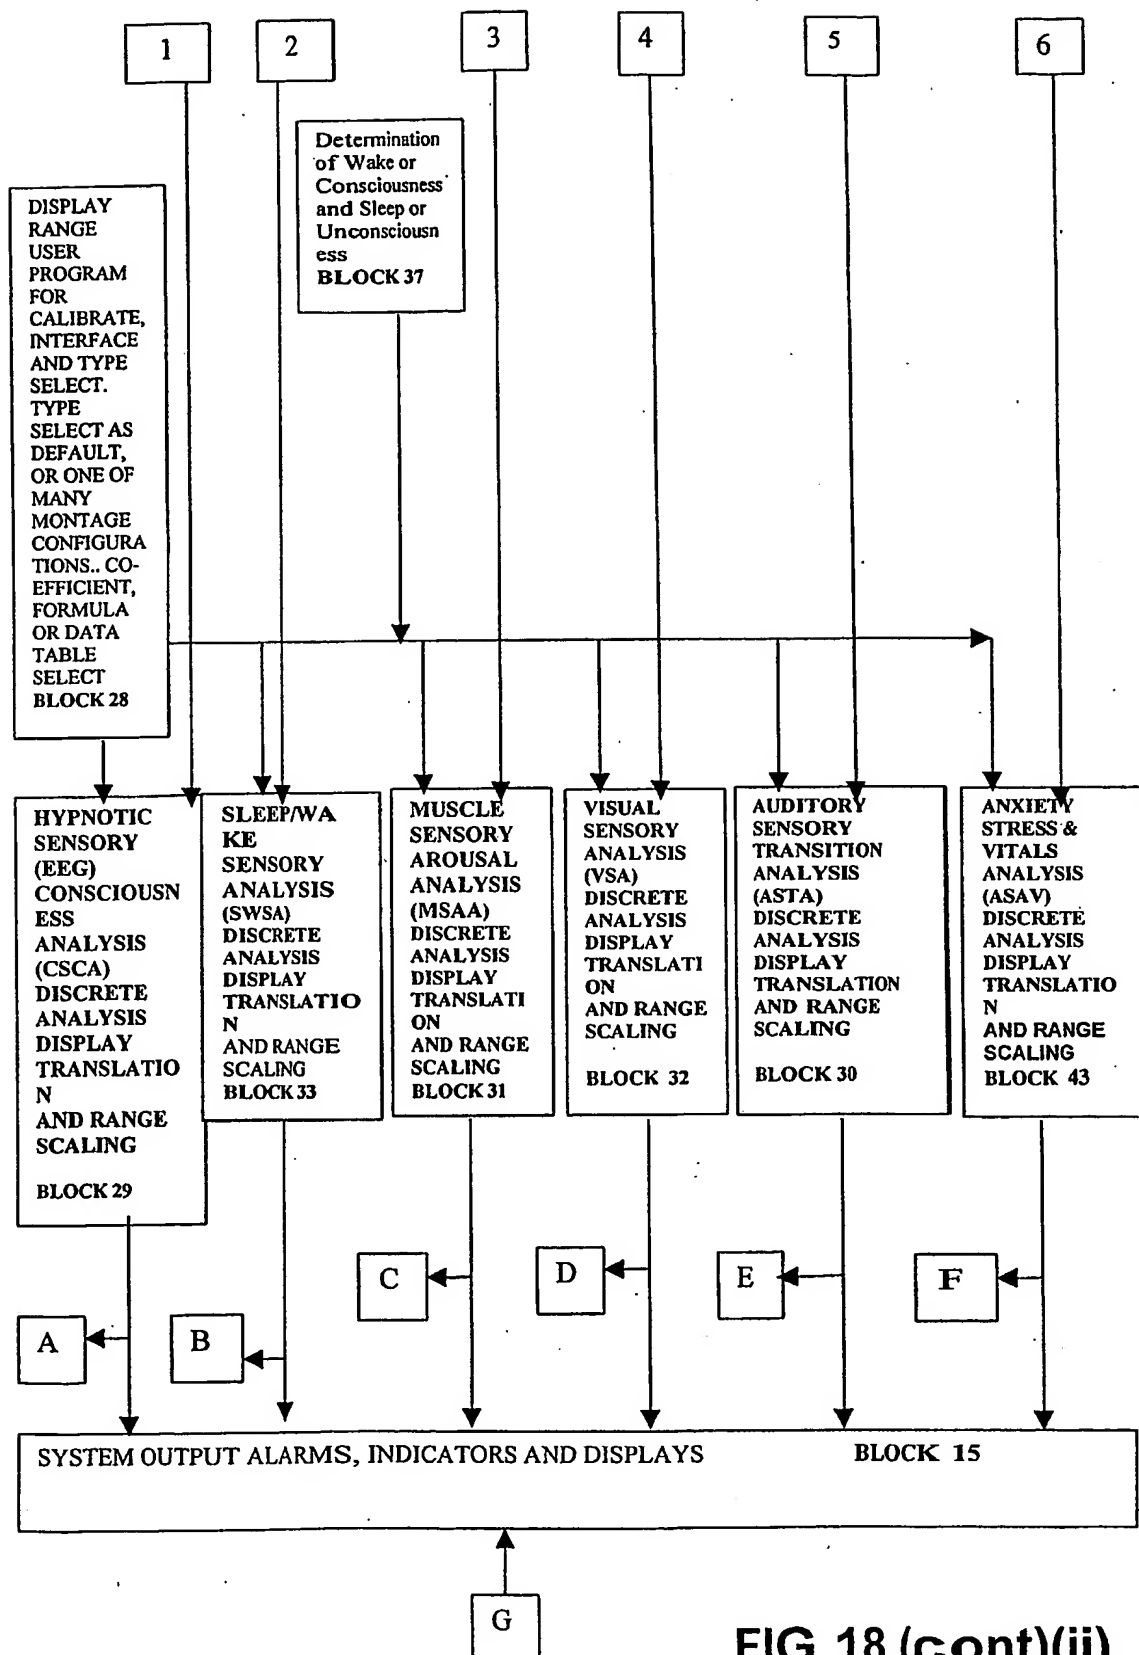 1
2
3
4
5
6
Determination
of Wake or
Consciousness
and Sleep or
Unconsciousn
ess
BLOCK 37
DISPLAY
RANGE
USER
PROGRAM
FOR
CALIBRATE,
INTERFACE
AND TYPE
SELECT.
TYPE
SELECT AS
DEFAULT,
OR ONE OF
MANY
MONTAGE
CONFIGURA
TIONS.. CO-
EFFICIENT,
FORMULA
OR DATA
TABLE
SELECT
BLOCK 28
HYPNOTIC
SENSORY
(EEG)
CONSCIOUSN
ESS
ANALYSIS
(CSCA)
DISCRETE
ANALYSIS
DISPLAY
TRANSLATIO
N
AND RANGE
SCALING
BLOCK 29
SLEEP/WA
KE
SENSORY
ANALYSIS
(SWSA)
DISCRETE
ANALYSIS
DISPLAY
TRANSLATIO
N
AND RANGE
SCALING
BLOCK 33
MUSCLE
SENSORY
AROUSAL
ANALYSIS
(MSAA)
DISCRETE
ANALYSIS
DISPLAY
TRANSLATI
ON
AND RANGE
SCALING
BLOCK 31
VISUAL
SENSORY
ANALYSIS
(VSA)
DISCRETE
ANALYSIS
DISPLAY
TRANSLATI
ON
AND RANGE
SCALING
BLOCK 32
AUDITORY
SENSORY
TRANSITION
ANALYSIS
(ASTA)
DISCRETE
ANALYSIS
DISPLAY
TRANSLATION
AND RANGE
SCALING
BLOCK 30
ANXIETY
STRESS &
VITALS
ANALYSIS
(ASAV)
DISCRETE
ANALYSIS
DISPLAY
TRANSLATIO
N
AND RANGE
SCALING
BLOCK 43
A
B
C
D
E
F
SYSTEM OUTPUT ALARMS, INDICATORS AND DISPLAYS BLOCK 15
G
FIG 18 (cont)(ii)